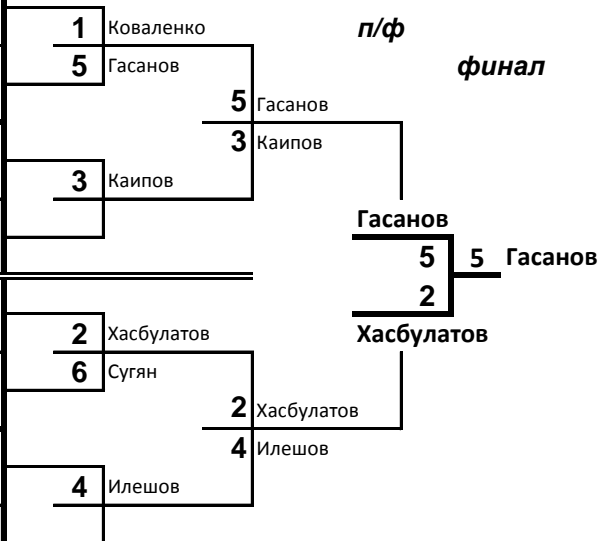 1 Коваленко
п/ф
5 Гасанов
финал
5 Гасанов
3 Каипов
3 Каипов
Гасанов
5
5 Гасанов
2
Хасбулатов
2 Хасбулатов
6 Сугян
2 Хасбулатов
4 Илешов
4 Илешов